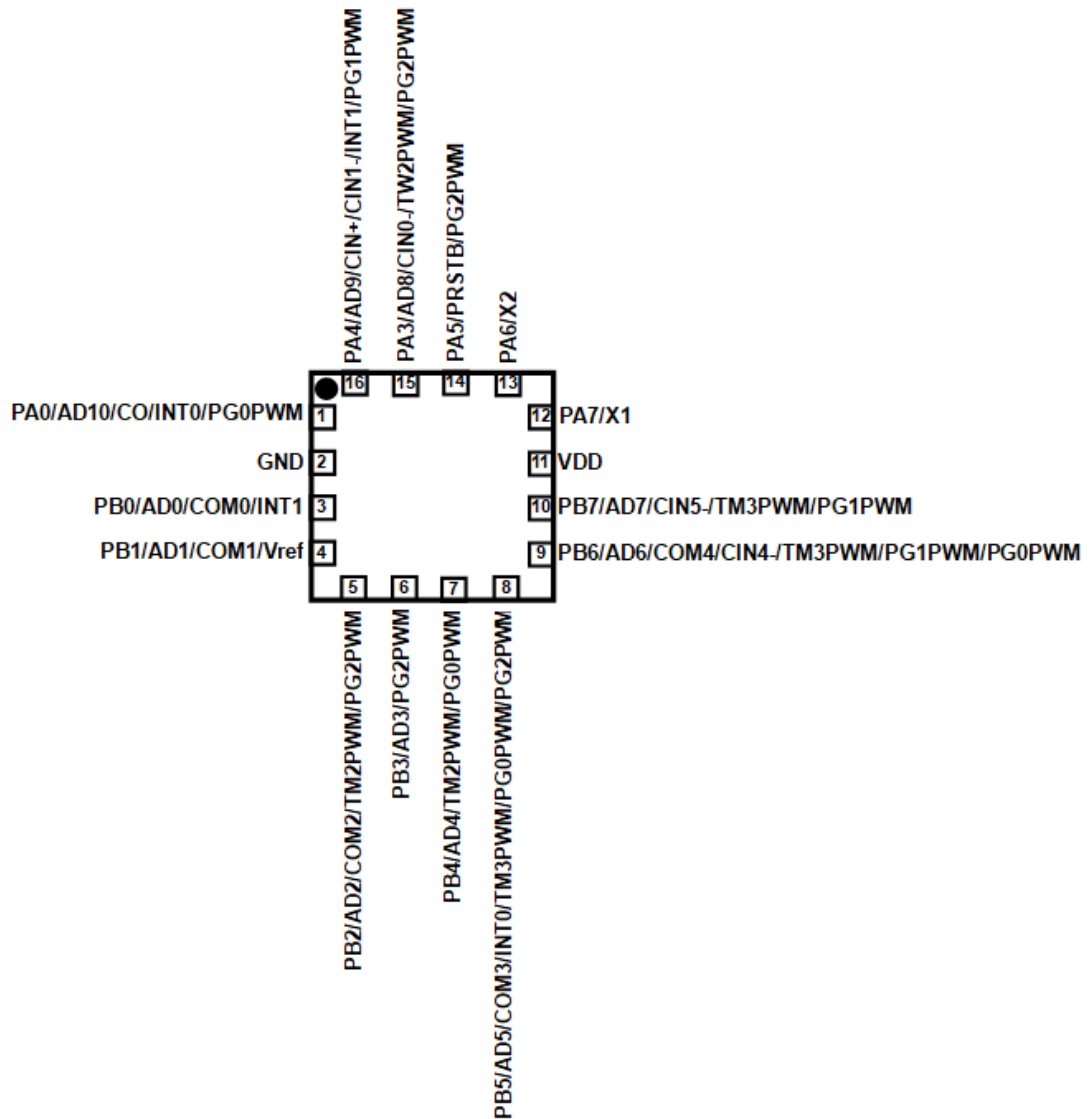 PA4/AD9/CIN+/CIN1-/INT1/PG1PWM
PA3/AD8/CIN0-/TW2PWM/PG2PWM
PA5/PRSTB/PG2PWM
PA6/X2
16
15
14
13
PA0/AD10/CO/INT0/PG0PWM 1
12 PA7/X1
GND 2
11 VDD
PB0/AD0/COM0/INT1 3
10 PB7/AD7/CIN5-/TM3PWM/PG1PWM
PB1/AD1/COM1/Vref 4
9 PB6/AD6/COM4/CIN4-/TM3PWM/PG1PWM/PG0PWM
5
6
7
8
PB2/AD2/COM2/TM2PWM/PG2PWM
PB3/AD3/PG2PWM
PB4/AD4/TM2PWM/PG0PWM
PB5/AD5/COM3/INT0/TM3PWM/PG0PWM/PG2PWM